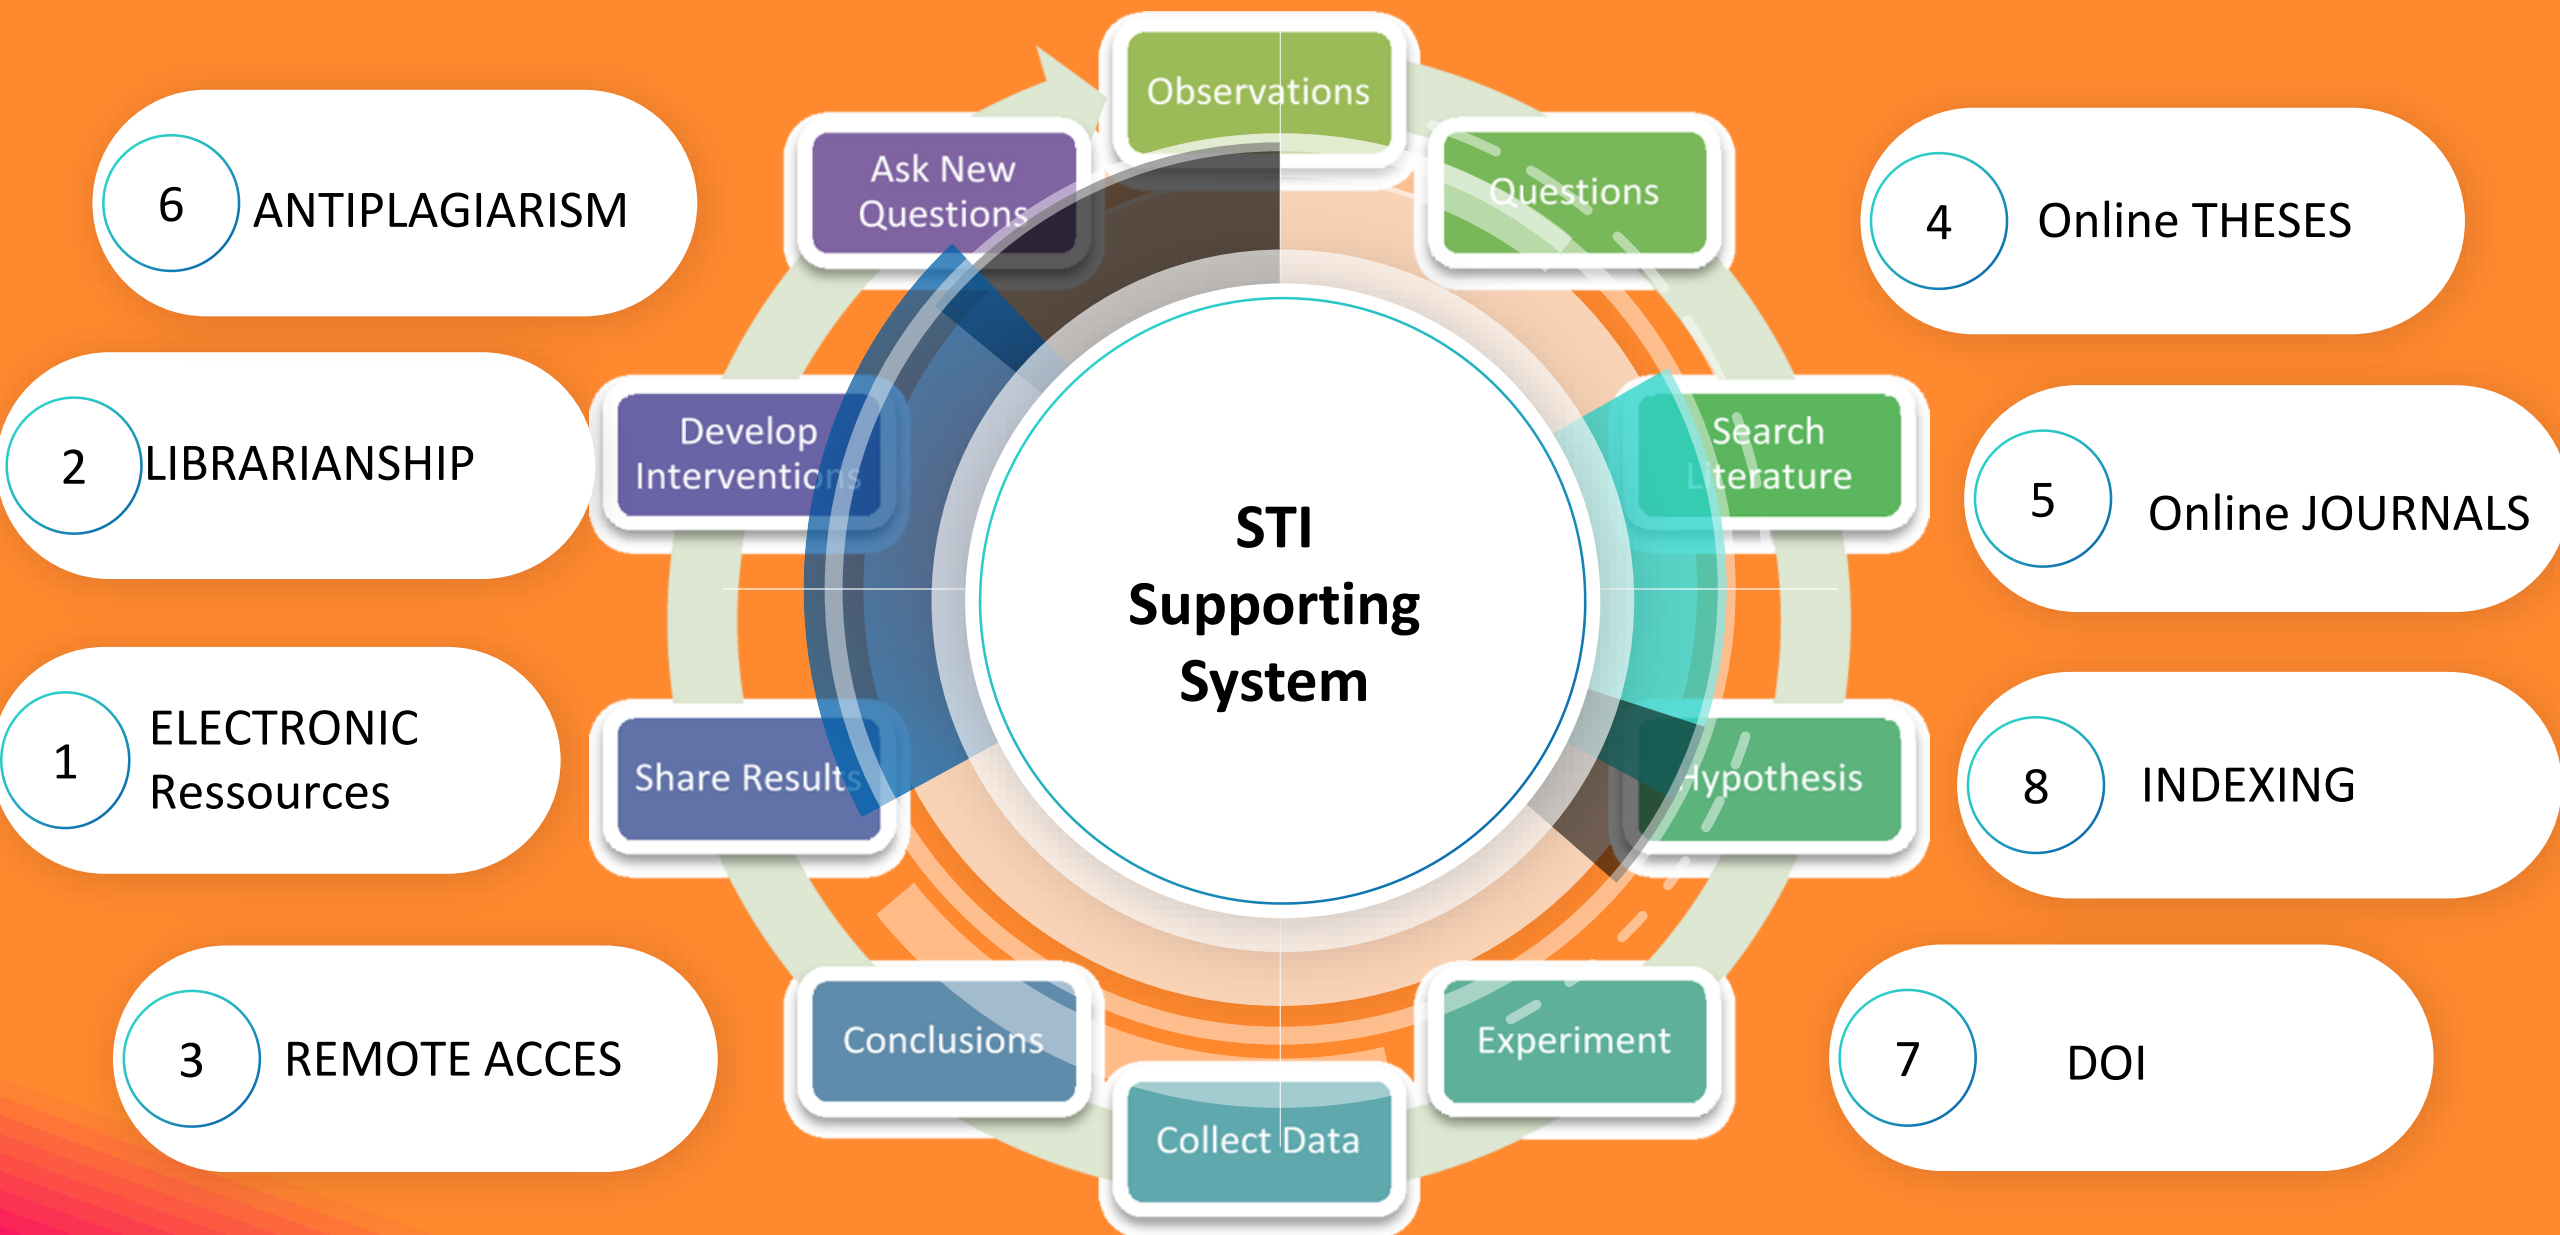 Observations
Questions
Search
Literature
Hypothesis
Experiment
Collect Data
Conclusions
Share Results
Develop
Interventions
Ask New
Questions
STI
Supporting
System
6 ANTIPLAGIARISM
2 LIBRARIANSHIP
1 ELECTRONIC
Ressources
3 REMOTE ACCES
4 Online THESES
5 Online JOURNALS
8 INDEXING
7 DOI